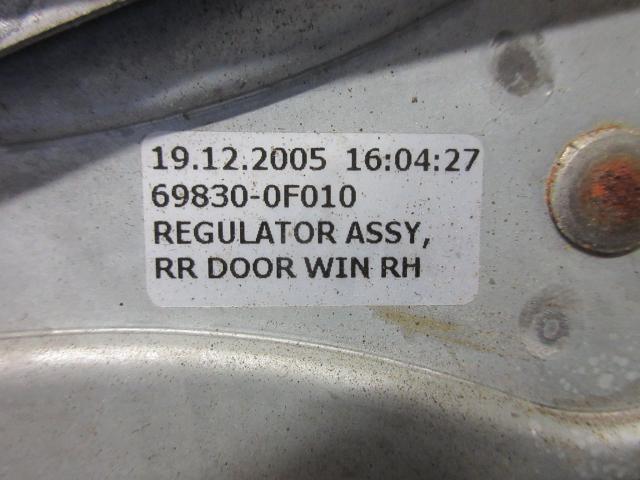 19.12.2005 16:04:27
69830-0F010
REGULATOR ASSY,
RR DOOR WIN RH